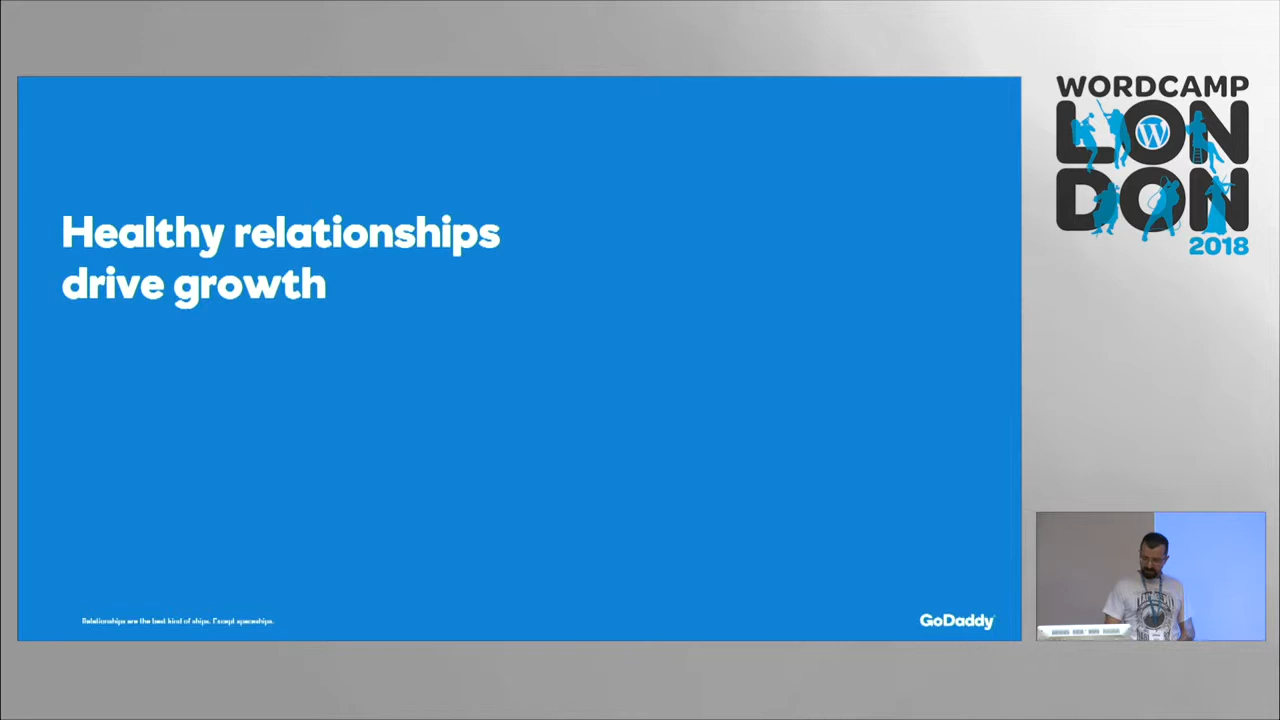 Healthy relationships
drive growth
Relationships are the best kind of ships. Except spaceships.
GoDaddy
WORDCAMP
LON
DON
2018